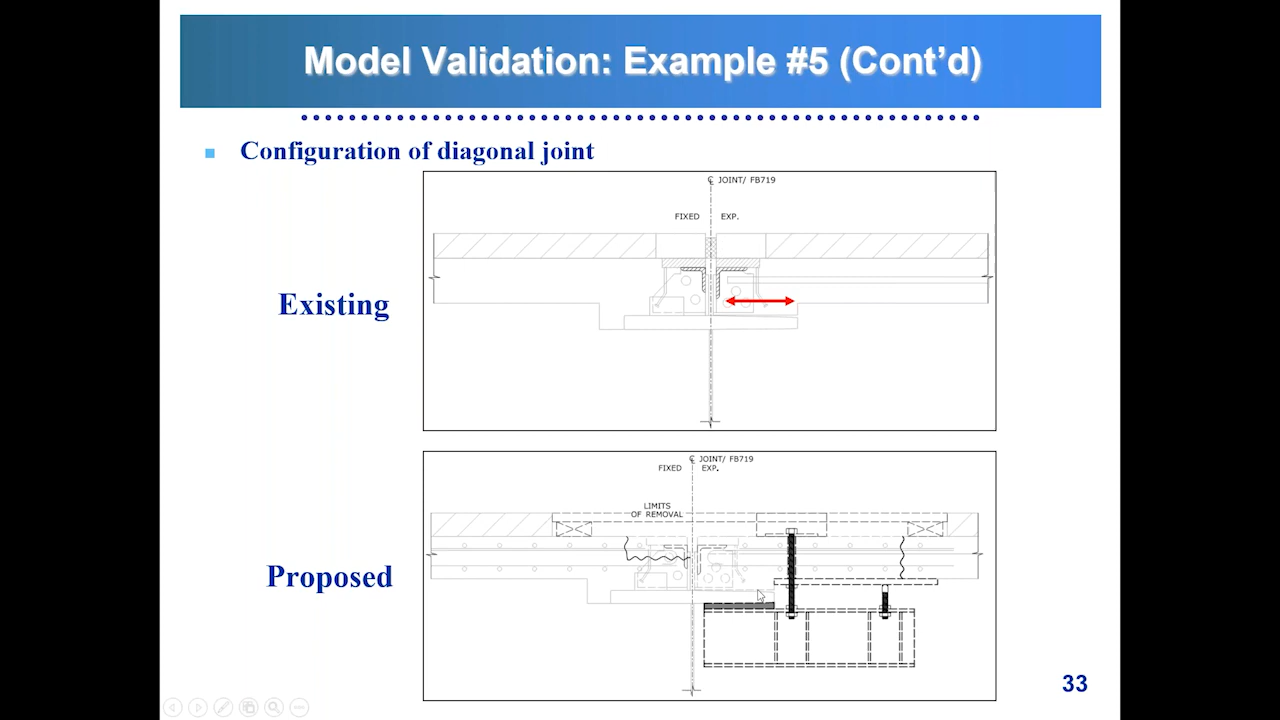 Model Validation: Example #5 (Cont’d)
Configuration of diagonal joint
℄ JOINT/ FB719
FIXED EXP.
Existing
℄ JOINT/ FB719
FIXED EXP.
LIMITS
OF REMOVAL
Proposed
33